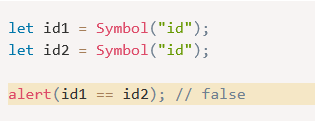 let id1 = Symbol("id");
let id2 = Symbol("id");
alert(id1 == id2); // false